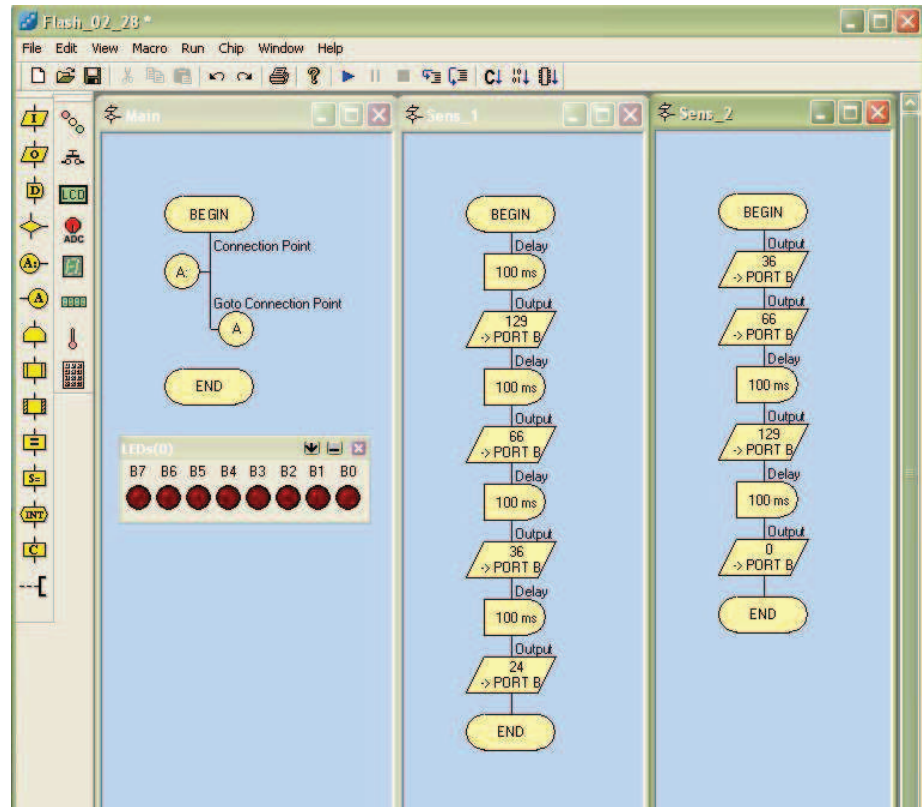 Flash_02_28 *
File Edit View Macro Run Chip Window Help
Main
BEGIN
Connection Point
A:
Goto Connection Point
A
END
LEDs(0)
B7 B6 B5 B4 B3 B2 B1 B0
Sens_1
BEGIN
Delay
100 ms
Output
129
-> PORT B
Delay
100 ms
Output
66
-> PORT B
Delay
100 ms
Output
36
-> PORT B
Delay
100 ms
Output
24
-> PORT B
END
Sens_2
BEGIN
Output
36
-> PORT B
Output
66
-> PORT B
Delay
100 ms
Output
129
-> PORT B
Delay
100 ms
Output
0
-> PORT B
END
I
O
D
A:
A
=
S=
INT
C
LCD
ADC